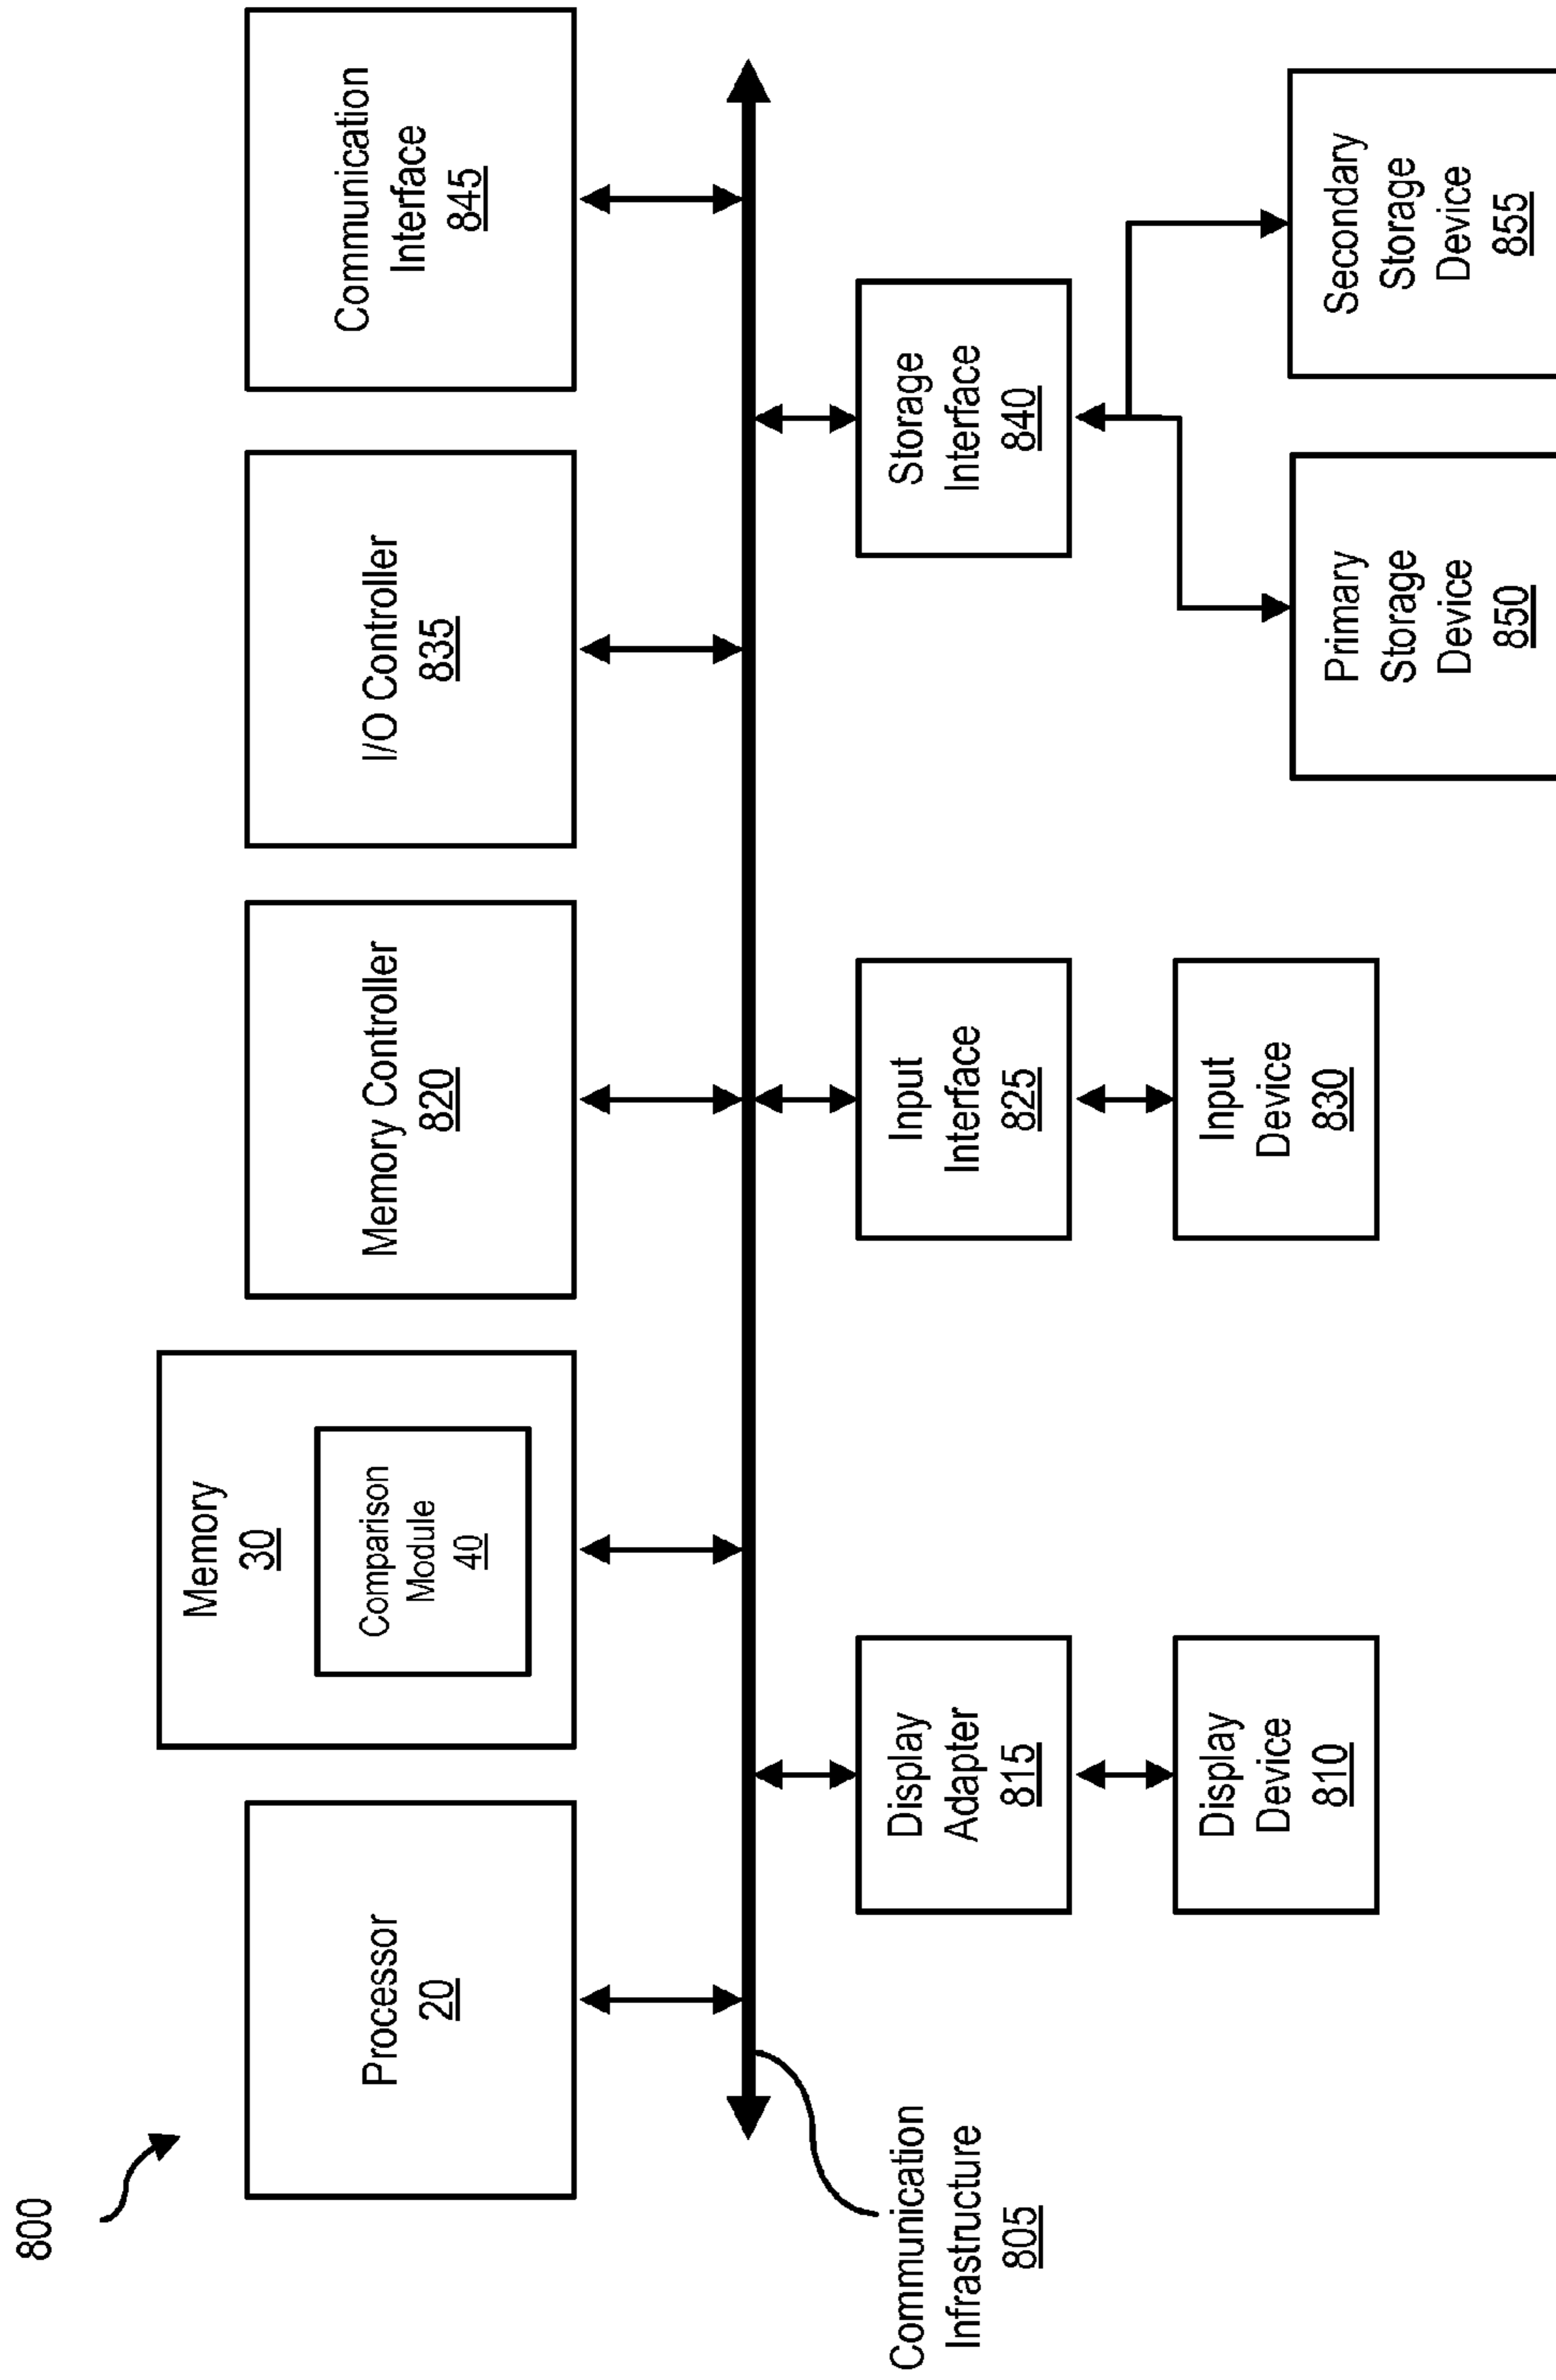 800
Processor
20
Memory
30
Comparison
Module
40
Memory Controller
820
I/O Controller
835
Communication
Interface
845
Communication
Infrastructure
805
Display
Adapter
815
Input
Interface
825
Storage
Interface
840
Display
Device
810
Input
Device
830
Primary
Storage
Device
850
Secondary
Storage
Device
855